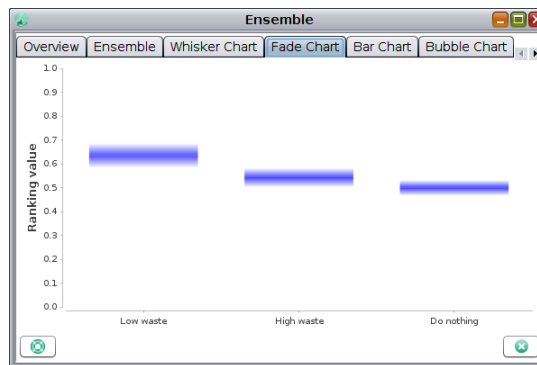 Ensemble
Overview Ensemble Whisker Chart Fade Chart Bar Chart Bubble Chart
Ranking value
1.0
0.9
0.8
0.7
0.6
0.5
0.4
0.3
0.2
0.1
0.0
Low waste High waste Do nothing